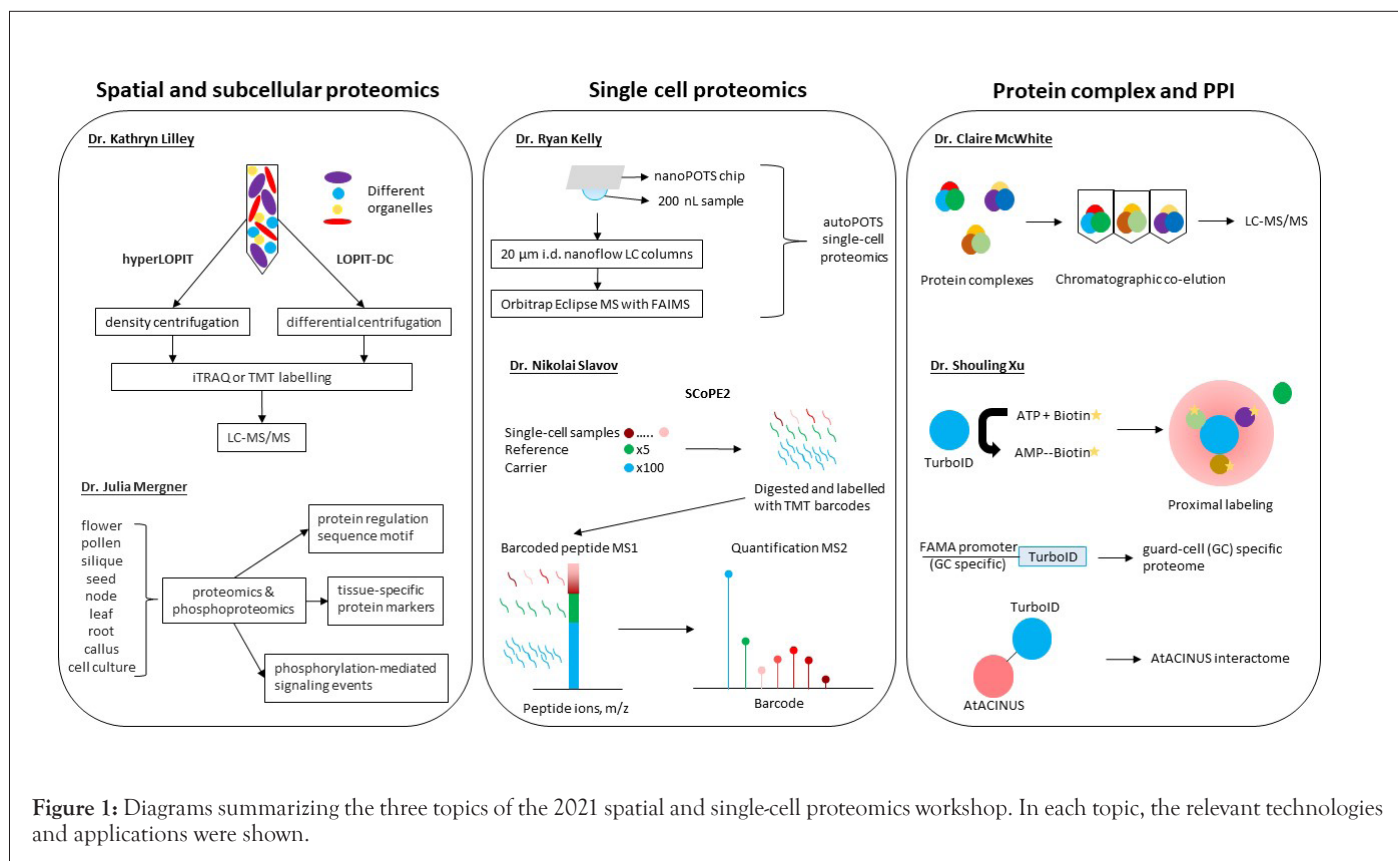 Spatial and subcellular proteomics
Dr. Kathryn Lilley
Different
organelles
hyperLOPIT
LOPIT-DC
density centrifugation
differential centrifugation
iTRAQ or TMT labelling
LC-MS/MS
Dr. Julia Mergner
flower
pollen
silique
seed
node
leaf
root
callus
cell culture
proteomics &
phosphoproteomics
protein regulation
sequence motif
tissue-specific
protein markers
phosphorylation-mediated
signaling events
Single cell proteomics
Dr. Ryan Kelly
nanoPOTS chip
200 nL sample
20 µm i.d. nanoflow LC columns
Orbitrap Eclipse MS with FAIMS
autoPOTS
single-cell
proteomics
Dr. Nikolai Slavov
SCoPE2
Single-cell samples .....
Reference x5
Carrier x100
Digested and labelled
with TMT barcodes
Barcoded peptide MS1
Peptide ions, m/z
Quantification MS2
Barcode
Protein complex and PPI
Dr. Claire McWhite
Protein complexes
Chromatographic co-elution
LC-MS/MS
Dr. Shouling Xu
TurboID
ATP + Biotin
AMP--Biotin
Proximal labeling
FAMA promoter
(GC specific)
TurboID
guard-cell (GC) specific
proteome
TurboID
AtACINUS
AtACINUS interactome
Figure 1: Diagrams summarizing the three topics of the 2021 spatial and single-cell proteomics workshop. In each topic, the relevant technologies
and applications were shown.